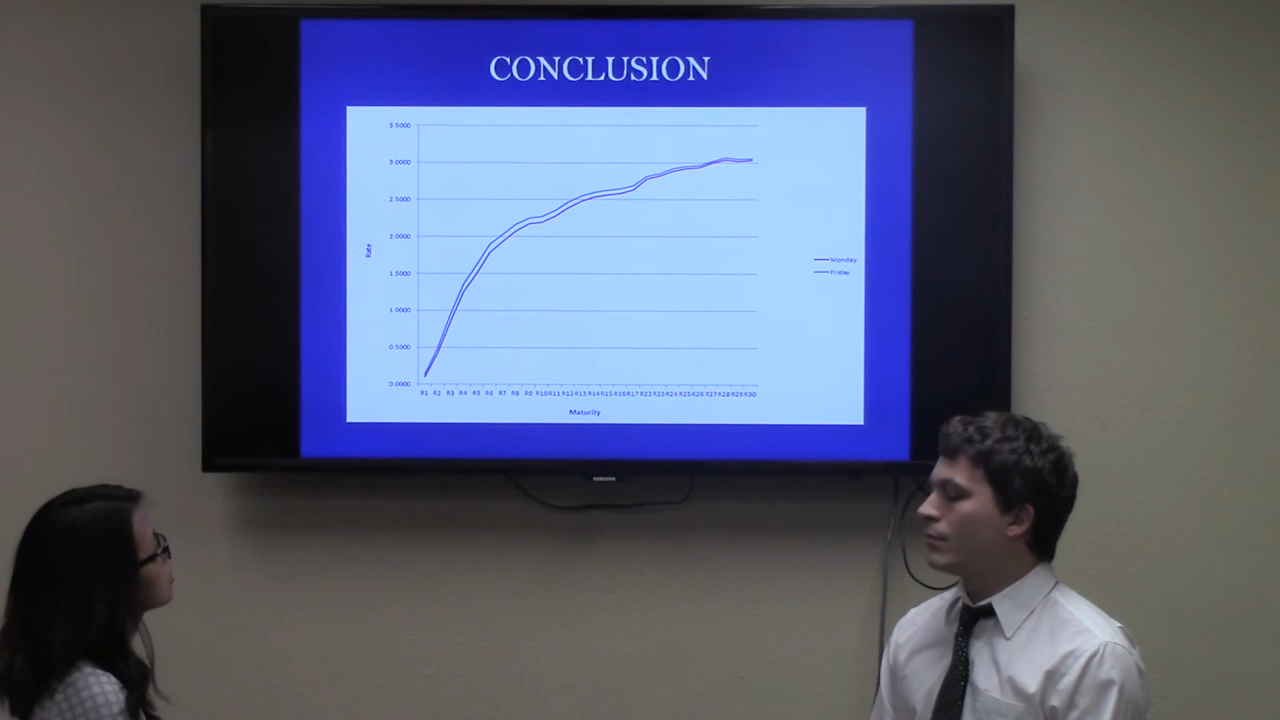 CONCLUSION
3.5000
3.0000
2.5000
2.0000
1.5000
1.0000
0.5000
0.0000
Rate
R1 R2 R3 R4 R5 R6 R7 R8 R9 R10 R11 R12 R13 R14 R15 R16 R17 R22 R23 R24 R25 R26 R27 R28 R29 R30
Maturity
Monday
Friday
SAMSUNG